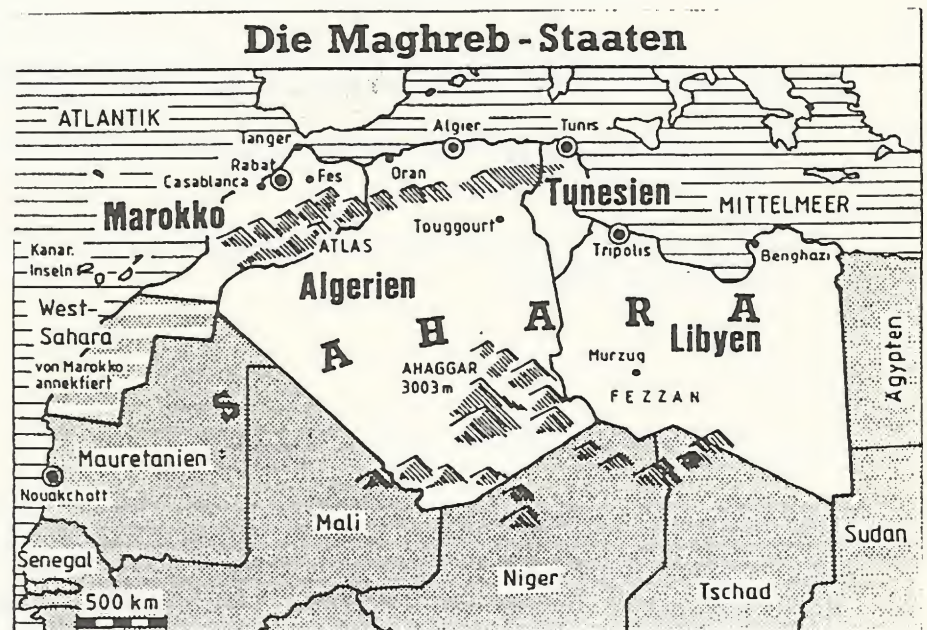 Die Maghreb-Staaten
ATLANTIK
Tanger
Algier
Tunis
Rabat
Casablanca
Fes
Oran
Marokko
Tunesien
MITTELMEER
ATLAS
Touggourt
Tripolis
Benghazi
Kanar.
Inseln
Algerien
West-
Sahara
von Marokko
annektiert
S A H A R A
Libyen
Ägypten
AHAGGAR
3003 m
Murzug
FEZZAN
Mauretanien
Nouakchott
Mali
Senegal
Niger
Tschad
Sudan
500 km